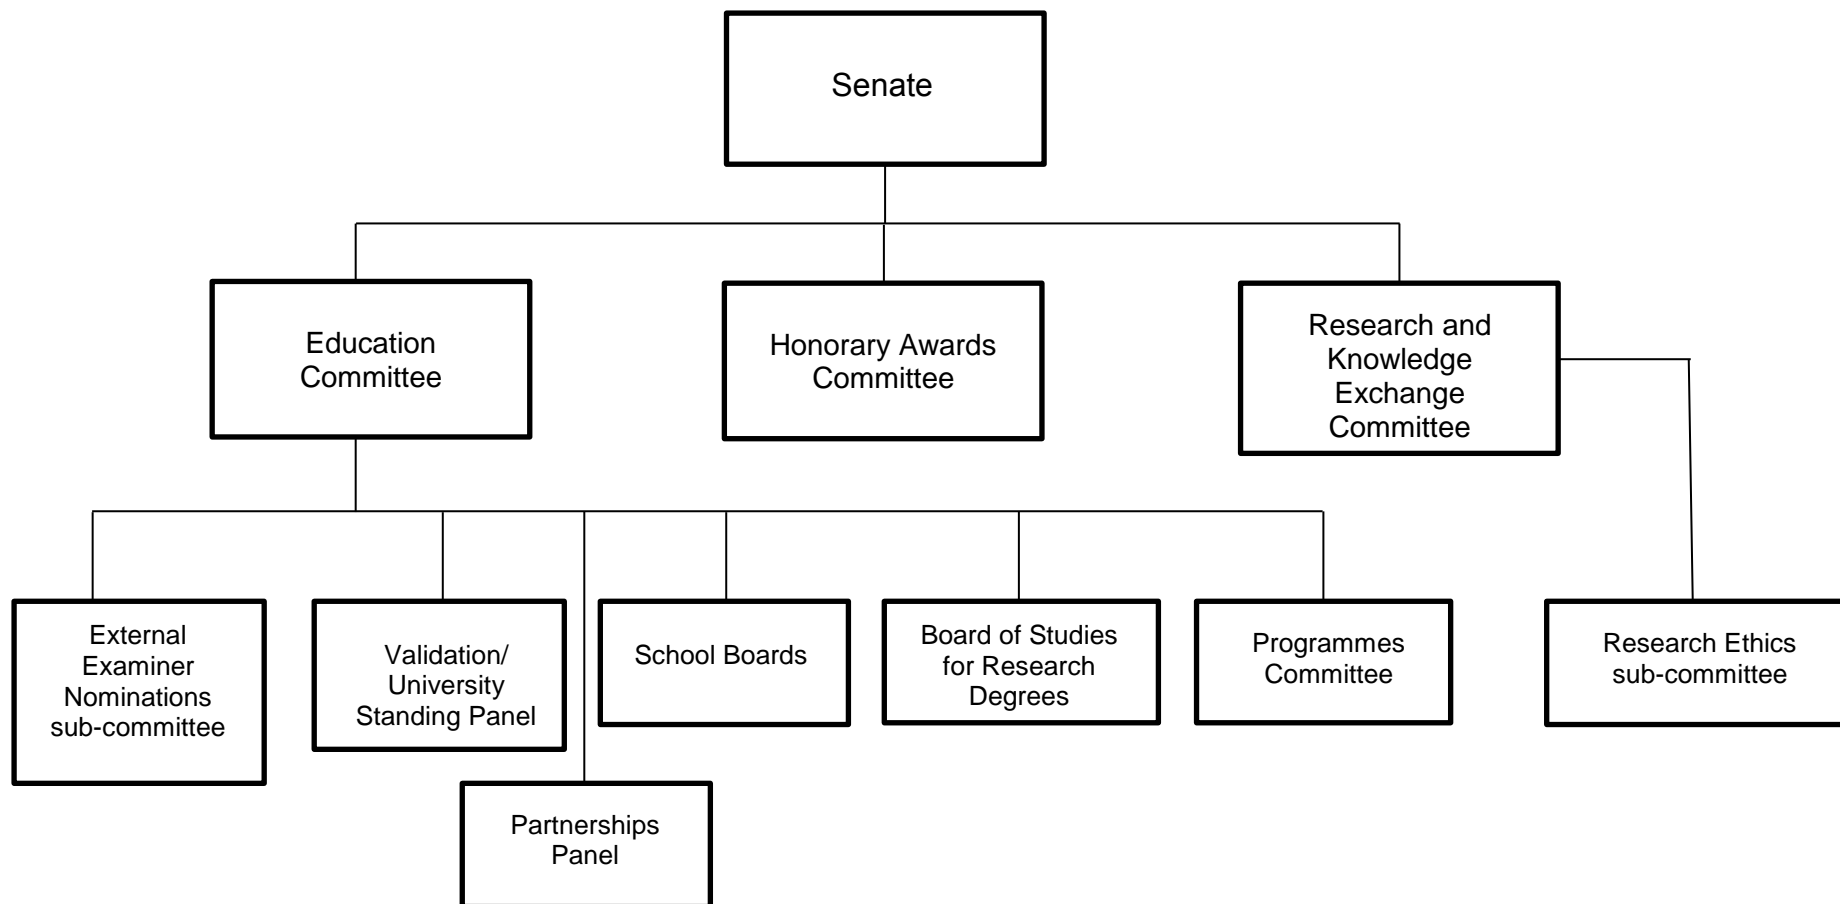 Senate
Education
Committee
Honorary Awards
Committee
Research and
Knowledge
Exchange
Committee
External
Examiner
Nominations
sub-committee
Validation/
University
Standing Panel
School Boards
Board of Studies
for Research
Degrees
Programmes
Committee
Research Ethics
sub-committee
Partnerships
Panel